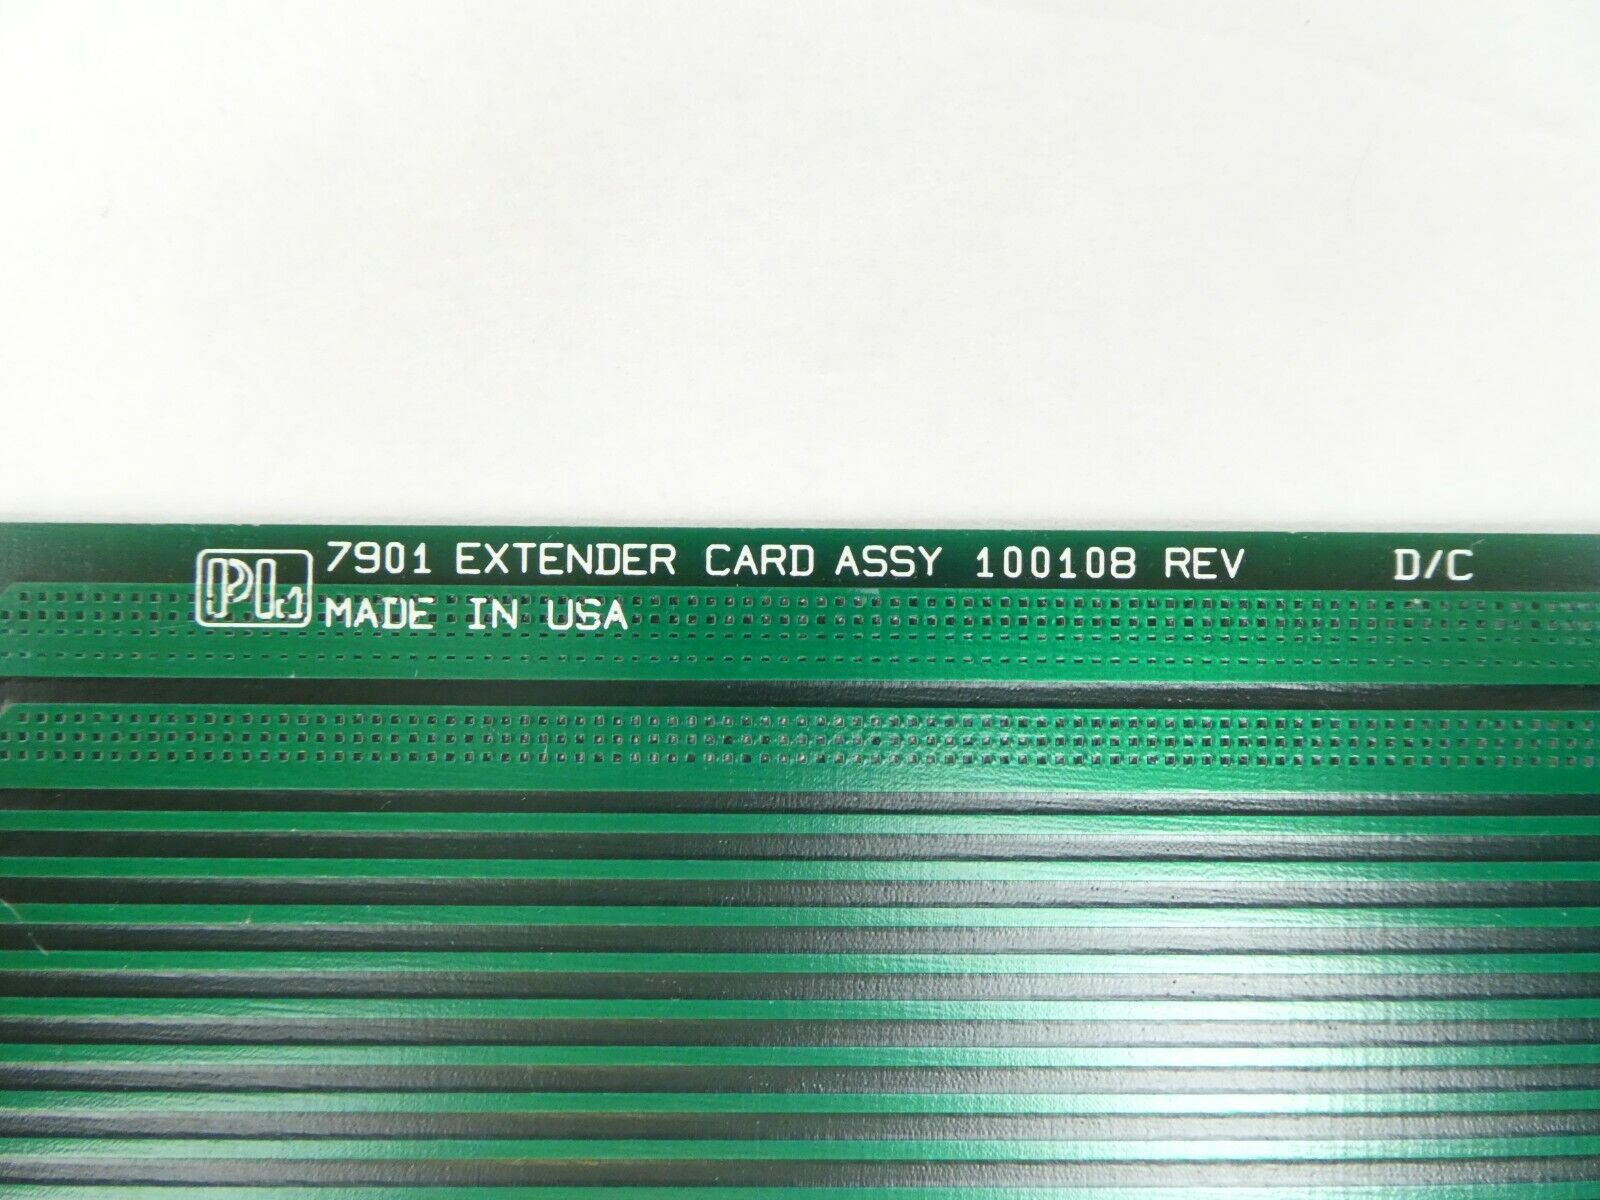 7901 EXTENDER CARD ASSY 100108 REV D/C
MADE IN USA